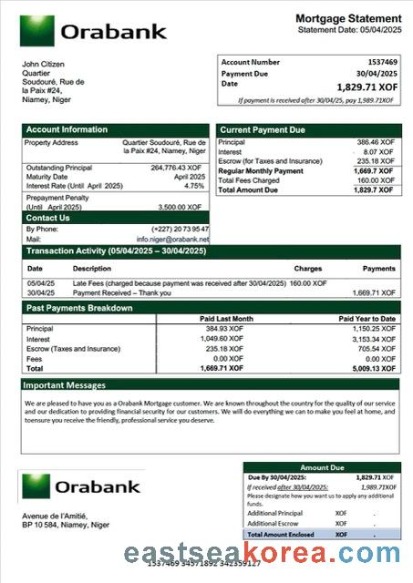 Orabank
Mortgage Statement
Statement Date: 05/04/2025
John Citizen
Quartier
Soudouré, Rue de
la Paix #24,
Niamey, Niger
Account Number 1537469
Payment Due 30/04/2025
Date
1,829.71 XOF
If payment is received after 30/04/25, pay 1,989.71XOF
Account Information
Property Address Quartier Soudouré, Rue de
la Paix #24, Niamey, Niger
Outstanding Principal 264,776.43 XOF
Maturity Date April 2025
Interest Rate (Until April 2025) 4.75%
Prepayment Penalty
(Until April 2025) 3,500.00 XOF
Contact Us
By Phone: (+227) 20 73 95 47
Mail: info.niger@orabank.net
Current Payment Due
Principal 386.46 XOF
Interest 8.07 XOF
Escrow (for Taxes and Insurance) 235.18 XOF
Regular Monthly Payment 1,669.7 XOF
Total Fees Charged 160.00 XOF
Total Amount Due 1,829.7 XOF
Transaction Activity (05/04/2025 – 30/04/2025)
Date Description Charges Payments
05/04/25 Late Fees (charged because payment was received after 30/04/2025) 160.00 XOF
30/04/25 Payment Received – Thank you 1,669.71 XOF
Past Payments Breakdown
Paid Last Month Paid Year to Date
Principal 384.93 XOF 1,150.25 XOF
Interest 1,049.60 XOF 3,153.34 XOF
Escrow (Taxes and Insurance) 235.18 XOF 705.54 XOF
Fees 0.00 XOF 0.00 XOF
Total 1,669.71 XOF 5,009.13 XOF
Important Messages
We are pleased to have you as a Orabank Mortgage customer. We are known throughout the country for the quality of our service
and our dedication to providing financial security for our customers. We will do everything we can to make you feel at home, and
toensure you receive the friendly, professional service you deserve.
Orabank
Avenue de l'Amitié,
BP 10 584, Niamey, Niger
Amount Due
Due By 30/04/2025: 1,829.71 XOF
If received after 30/04/2025: 1,989.71XOF
Please designate how you want us to apply any additional
funds.
Additional Principal XOF .
Additional Escrow XOF .
Total Amount Enclosed XOF .
1537469 34571892 342359127
eastseakorea.com